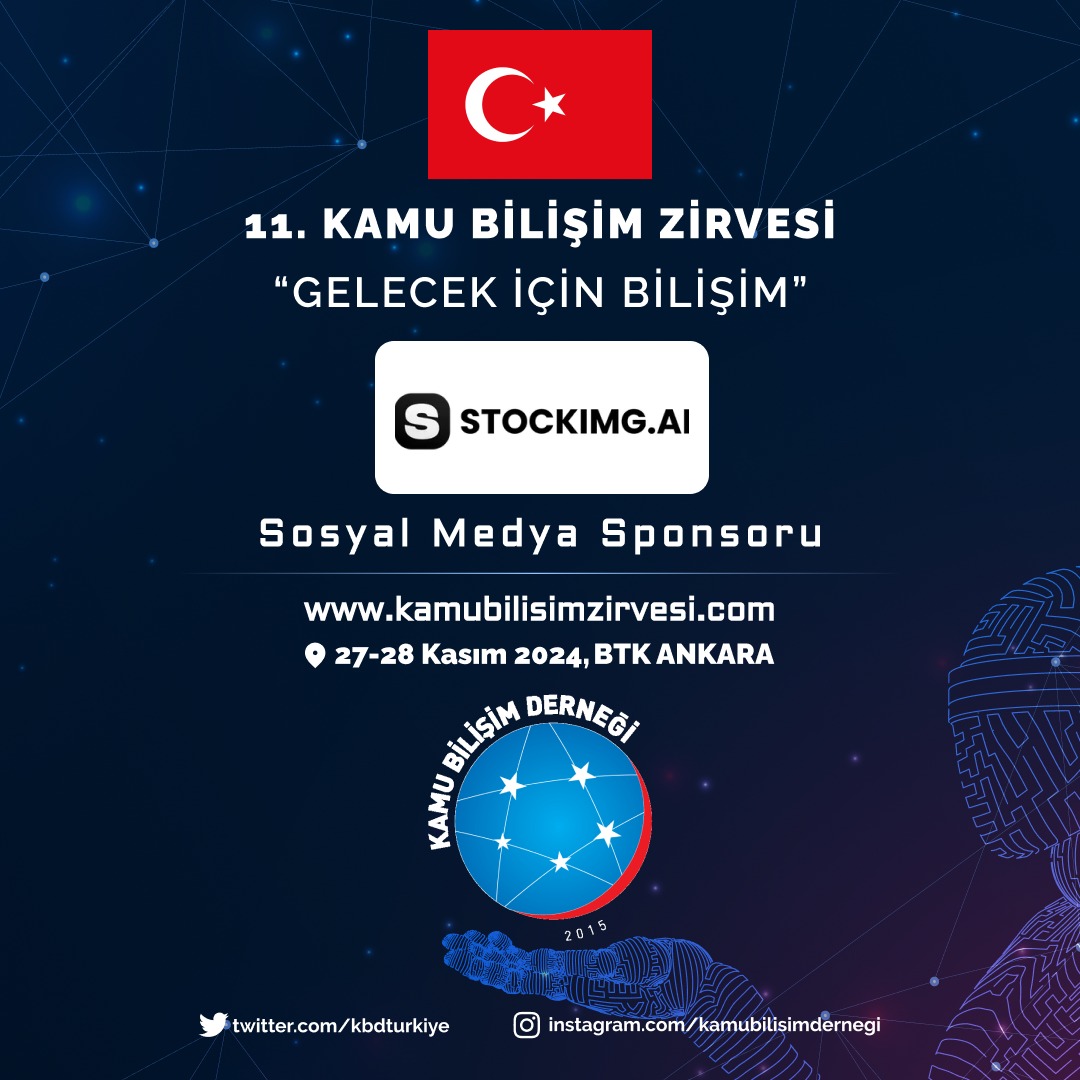 11. KAMU BİLİŞİM ZİRVESİ
“GELECEK İÇİN BİLİŞİM”
S STOCKIMG.AI
Sosyal Medya Sponsoru
www.kamubilisimzirvesi.com
27-28 Kasım 2024, BTK ANKARA
KAMU BİLİŞİM DERNEĞİ
2015
twitter.com/kbdturkiye
instagram.com/kamubilisimdernegi